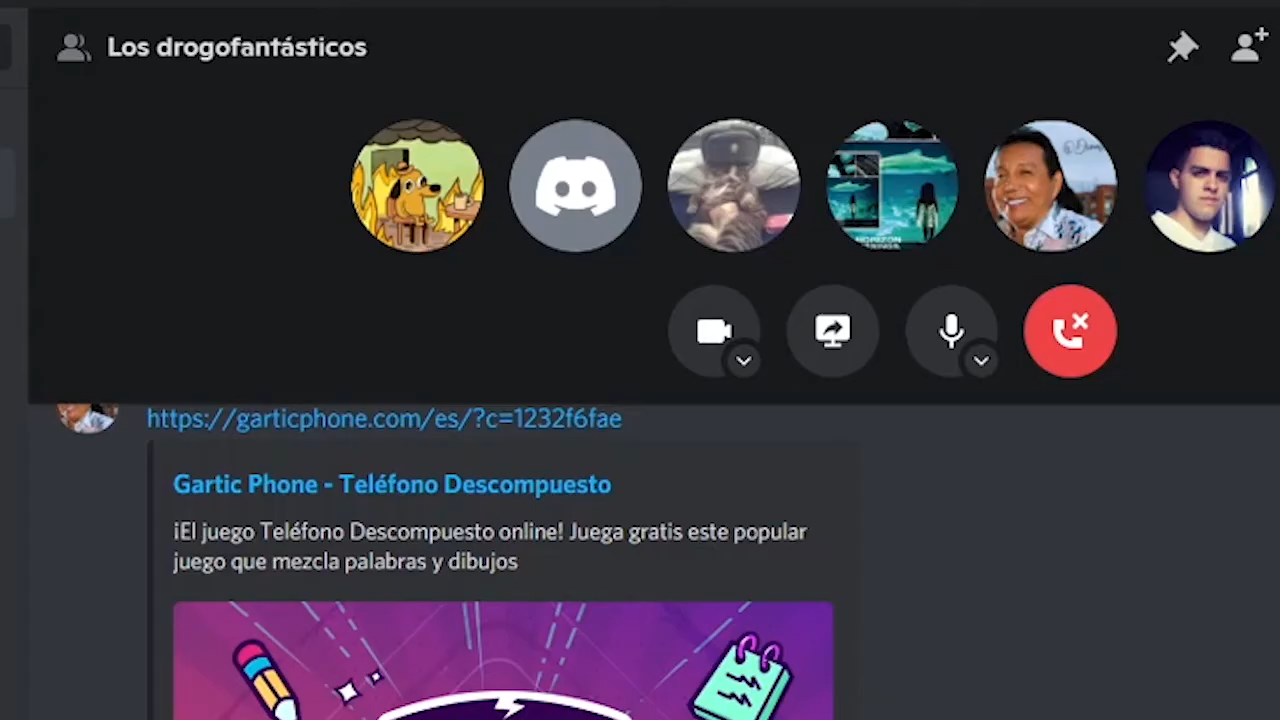 Los drogofantásticos
https://garticphone.com/es/?c=1232f6fae
Gartic Phone - Teléfono Descompuesto
¡El juego Teléfono Descompuesto online! Juega gratis este popular
juego que mezcla palabras y dibujos